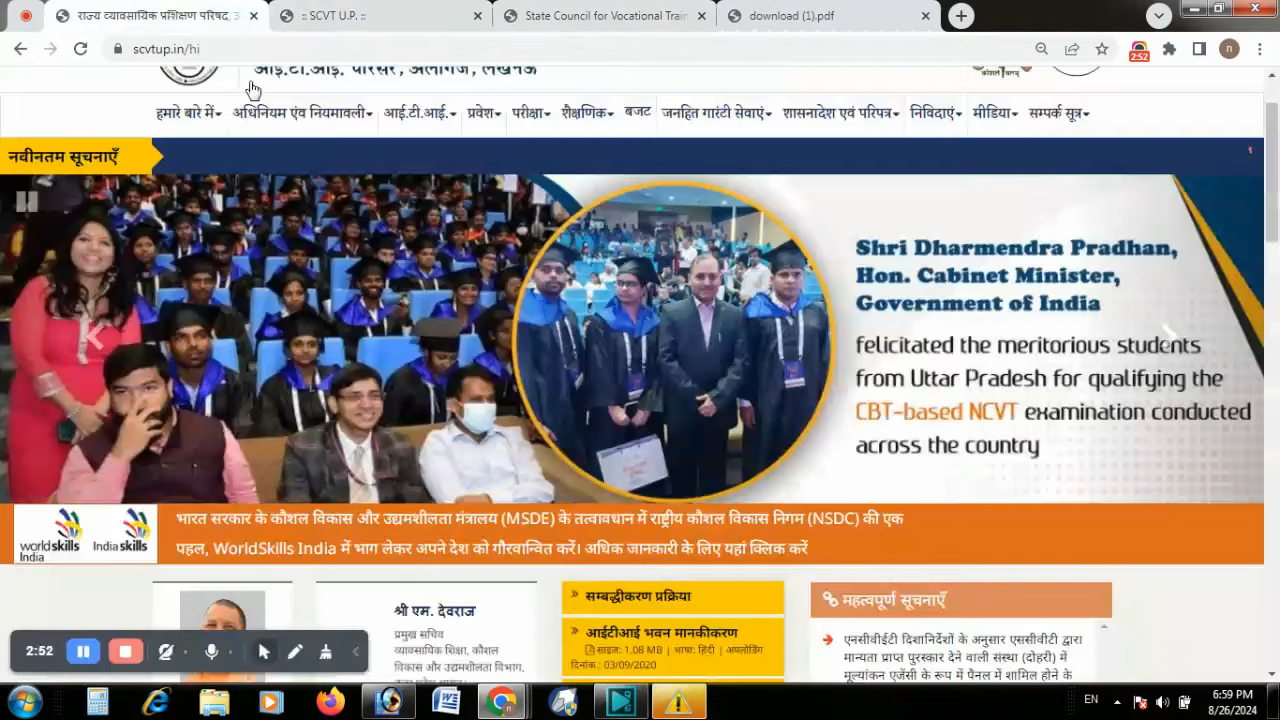 राज्य व्यावसायिक प्रशिक्षण परिषद,
:: SCVT U.P. ::
State Council for Vocational Train
download (1).pdf
scvtup.in/hi
2:52
n
आई.टी.आई. परिसर, अलीगंज, लखनऊ
कौशल भारत
हमारे बारे में
अधिनियम एंव नियमावली
आई.टी.आई.
प्रवेश
परीक्षा
शैक्षणिक
बजट
जनहित गारंटी सेवाएं
शासनादेश एवं परिपत्र
निविदाएं
मीडिया
सम्पर्क सूत्र
नवीनतम सूचनाएँ
Shri Dharmendra Pradhan,
Hon. Cabinet Minister,
Government of India
felicitated the meritorious students
from Uttar Pradesh for qualifying the
CBT-based NCVT examination conducted
across the country
worldskills
India
Indiaskills
भारत सरकार के कौशल विकास और उद्यमशीलता मंत्रालय (MSDE) के तत्वावधान में राष्ट्रीय कौशल विकास निगम (NSDC) की एक
पहल, WorldSkills India में भाग लेकर अपने देश को गौरवान्वित करें। अधिक जानकारी के लिए यहां क्लिक करें
श्री एम. देवराज
प्रमुख सचिव
व्यावसायिक शिक्षा, कौशल
विकास और उद्यमशीलता विभाग,
» सम्बद्धीकरण प्रक्रिया
» आईटीआई भवन मानकीकरण
साइज: 1.08 MB | भाषा: हिंदी | अपलोडिंग
दिनांक.: 03/09/2020
महत्वपूर्ण सूचनाएँ
एनसीवीईटी दिशानिर्देशों के अनुसार एससीवीटी द्वारा
मान्यता प्राप्त पुरस्कार देने वाली संस्था (दोहरी) में
मूल्यांकन एजेंसी के रूप में पैनल में शामिल होने के
2:52
EN
6:59 PM
8/26/2024